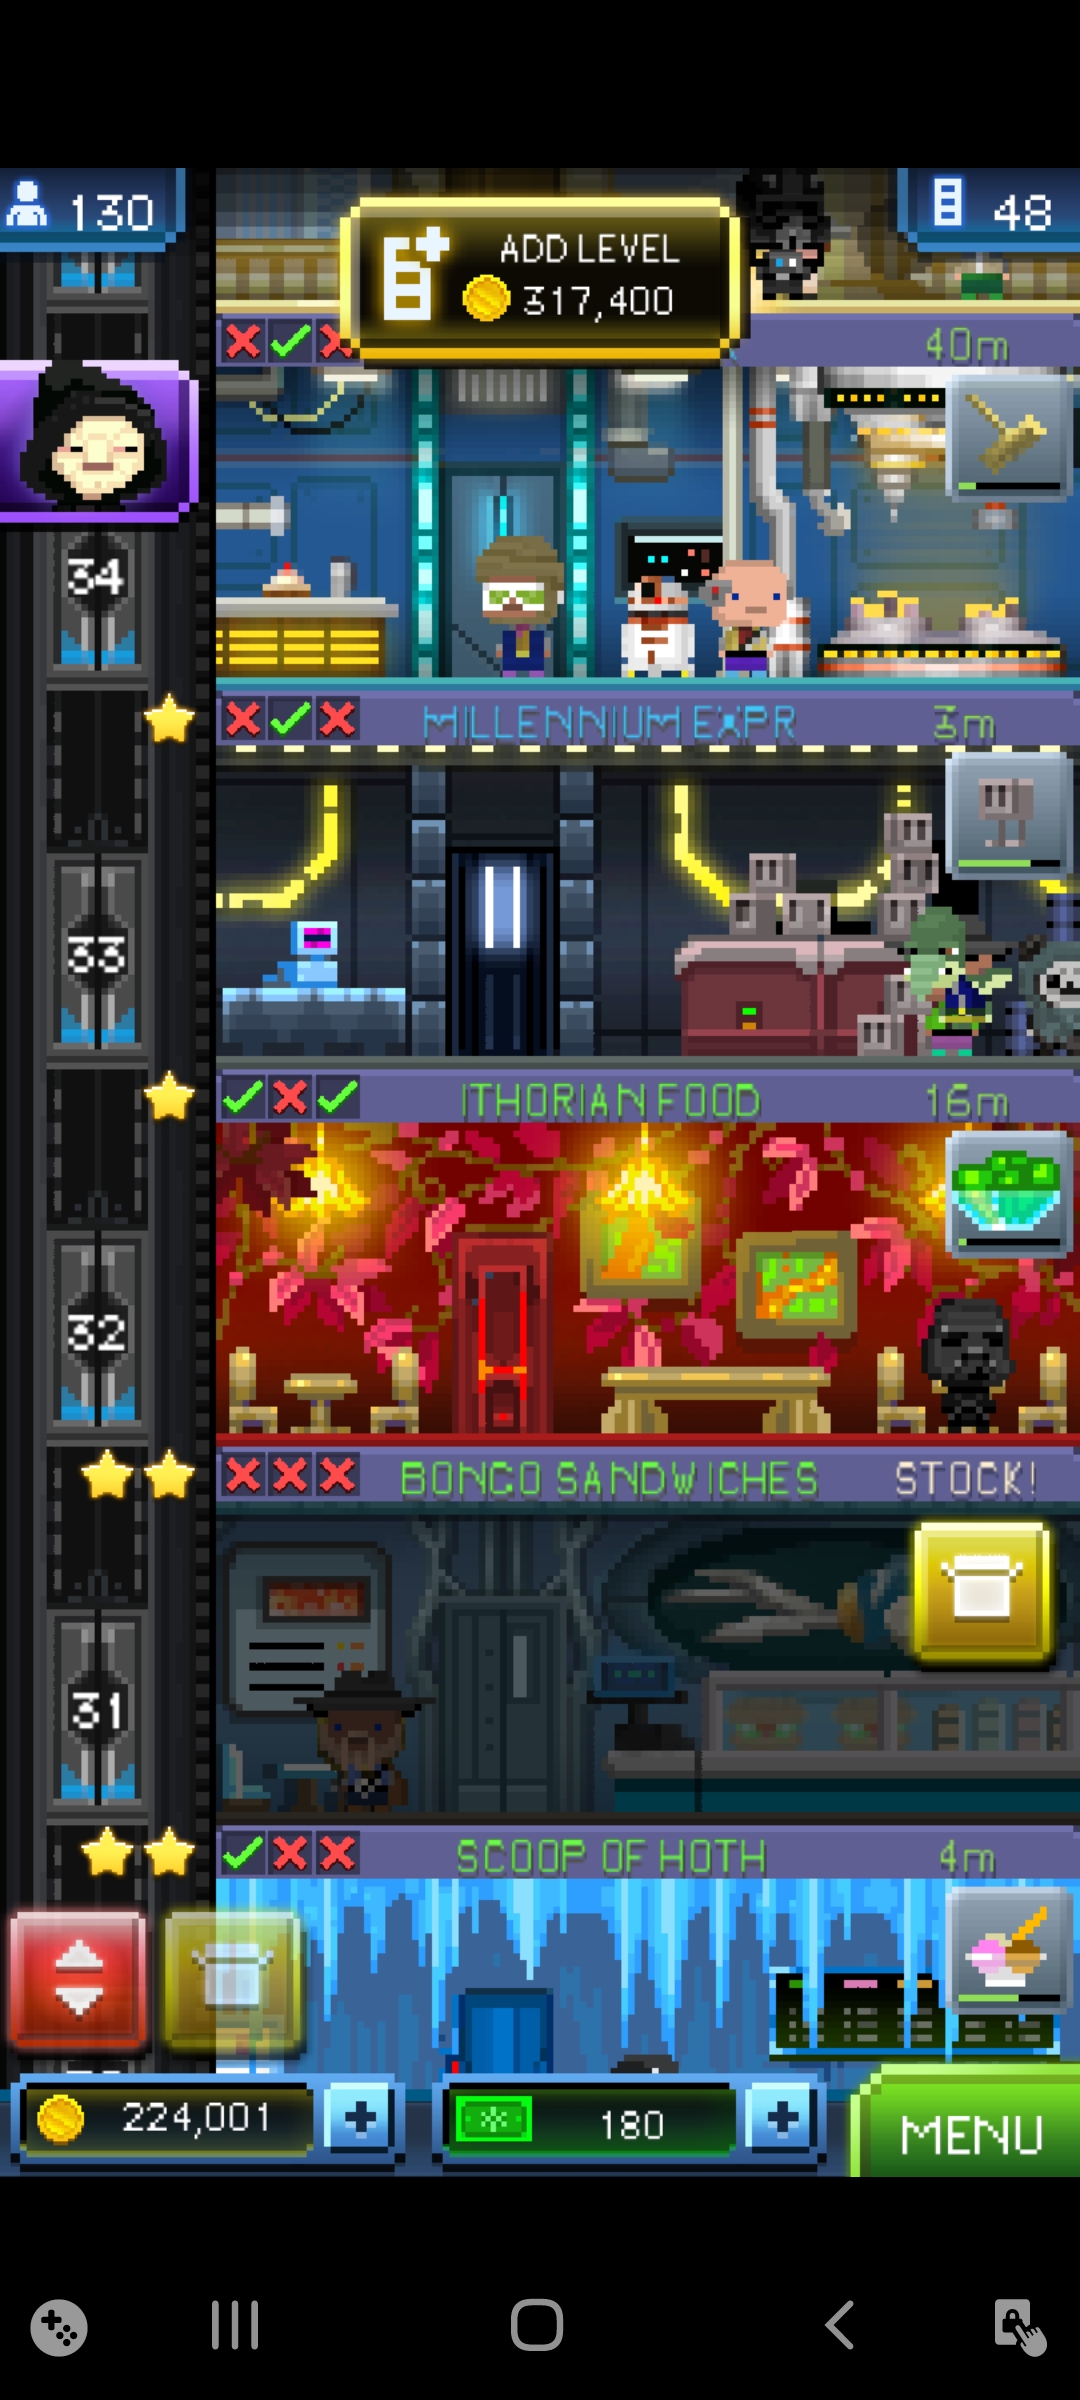 130
48
ADD LEVEL
317,400
40m
34
MILLENNIUM EXPR
3m
33
ITHORIAN FOOD
16m
32
BONGO SANDWICHES
STOCK!
31
SCOOP OF HOTH
4m
224,001
180
MENU